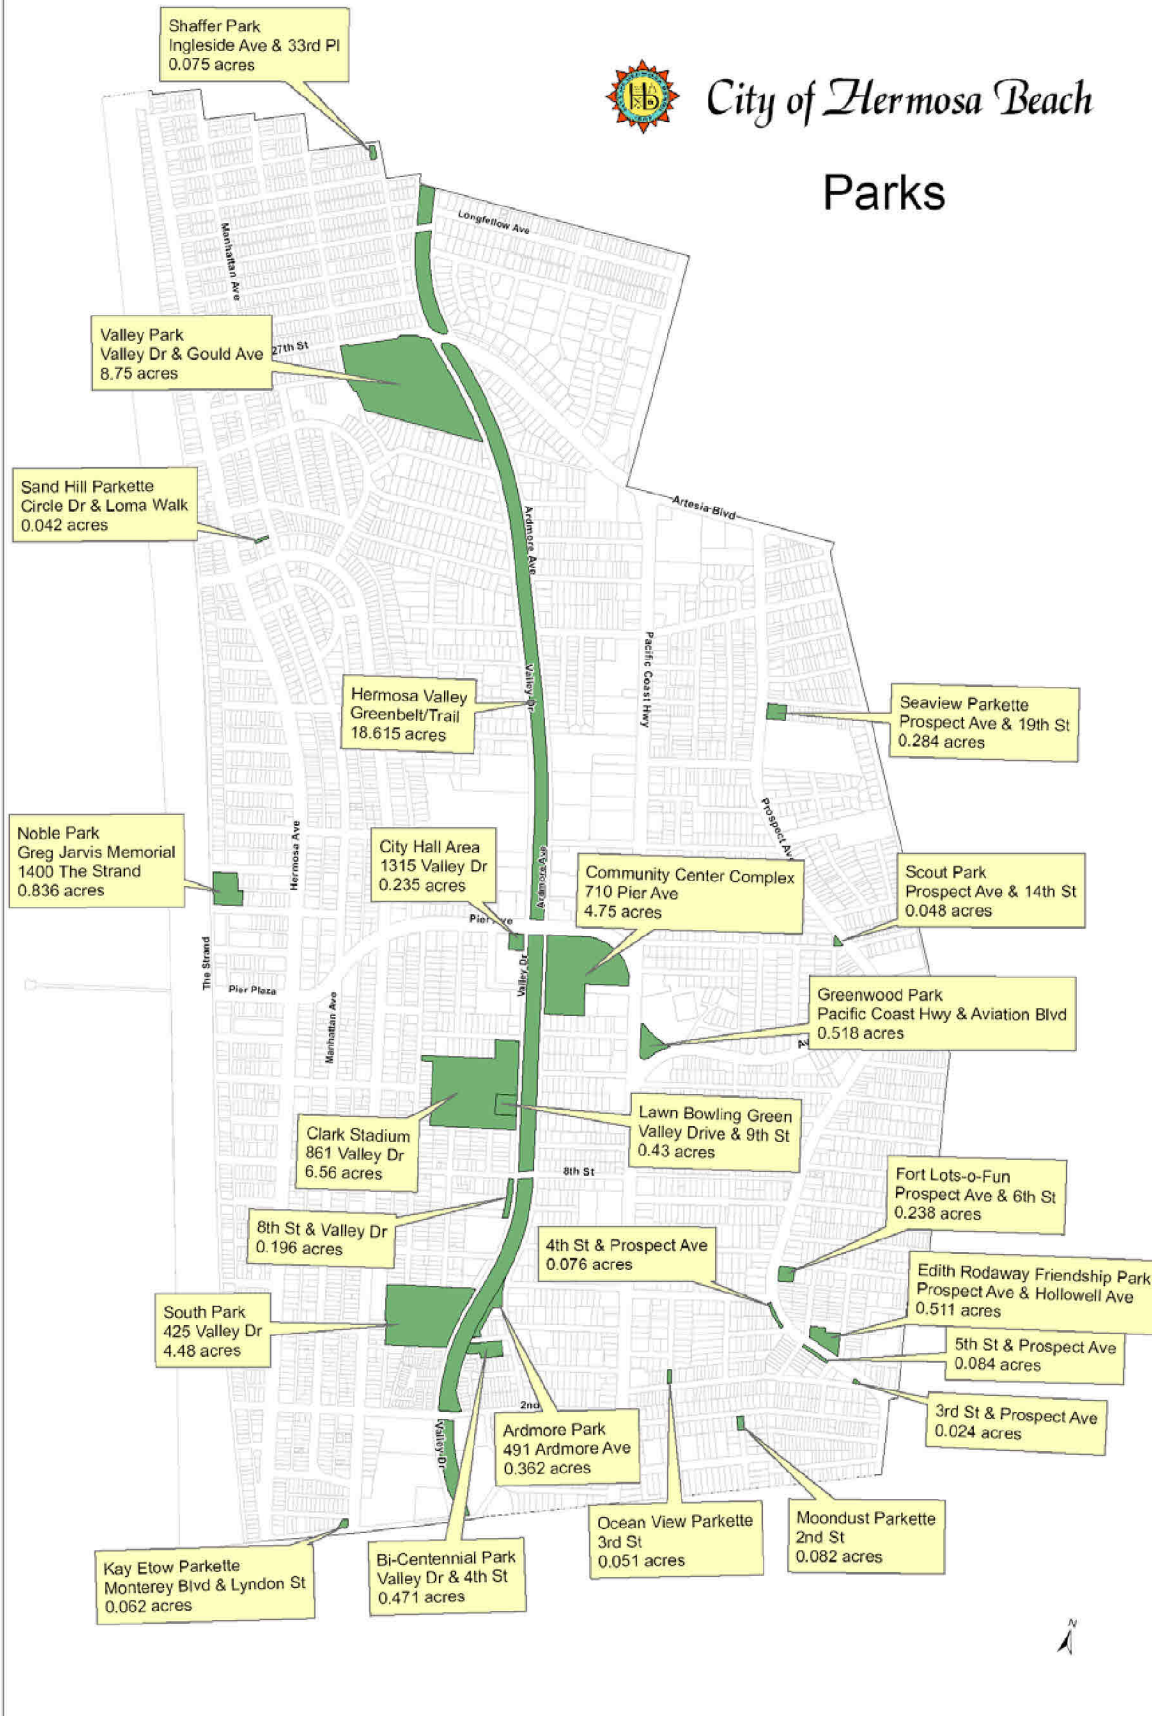 Shaffer Park
Ingleside Ave & 33rd Pl
0.075 acres
City of Hermosa Beach
Parks
Longfellow Ave
Manhattan Ave
Valley Park
Valley Dr & Gould Ave
8.75 acres
27th St
Sand Hill Parkette
Circle Dr & Loma Walk
0.042 acres
Artesia Blvd
Ardmore Ave
Pacific Coast Hwy
Valley Dr
Hermosa Valley
Greenbelt/Trail
18.615 acres
Seaview Parkette
Prospect Ave & 19th St
0.284 acres
Prospect Ave
Noble Park
Greg Jarvis Memorial
1400 The Strand
0.836 acres
Hermosa Ave
City Hall Area
1315 Valley Dr
0.235 acres
Ardmore Ave
Community Center Complex
710 Pier Ave
4.75 acres
Scout Park
Prospect Ave & 14th St
0.048 acres
Pier Ave
The Strand
Pier Plaza
Manhattan Ave
Valley Dr
Greenwood Park
Pacific Coast Hwy & Aviation Blvd
0.518 acres
Av
Clark Stadium
861 Valley Dr
6.56 acres
Lawn Bowling Green
Valley Drive & 9th St
0.43 acres
8th St
Fort Lots-o-Fun
Prospect Ave & 6th St
0.238 acres
8th St & Valley Dr
0.196 acres
4th St & Prospect Ave
0.076 acres
Edith Rodaway Friendship Park
Prospect Ave & Hollowell Ave
0.511 acres
South Park
425 Valley Dr
4.48 acres
5th St & Prospect Ave
0.084 acres
3rd St & Prospect Ave
0.024 acres
2nd
Valley Dr
Ardmore Park
491 Ardmore Ave
0.362 acres
Ocean View Parkette
3rd St
0.051 acres
Moondust Parkette
2nd St
0.082 acres
Kay Etow Parkette
Monterey Blvd & Lyndon St
0.062 acres
Bi-Centennial Park
Valley Dr & 4th St
0.471 acres
N